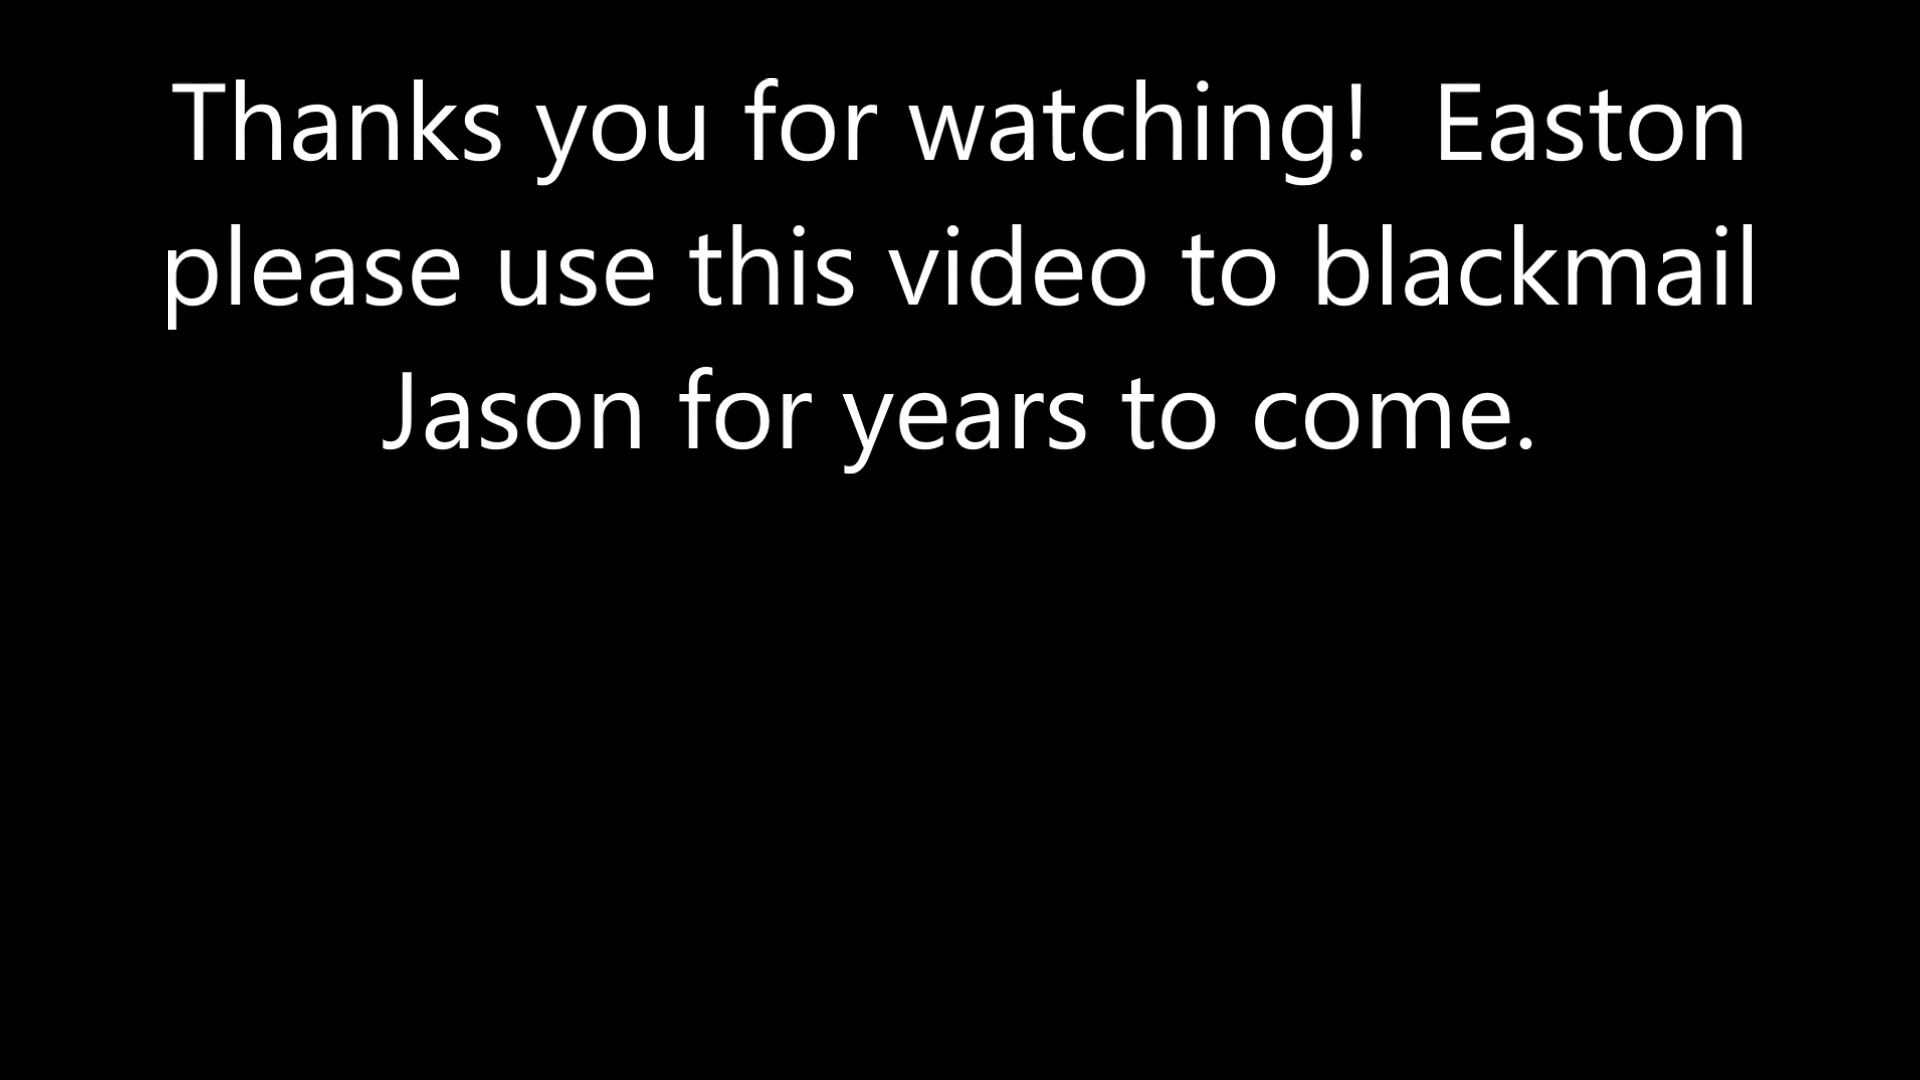 Thanks you for watching!  Easton
please use this video to blackmail
Jason for years to come.